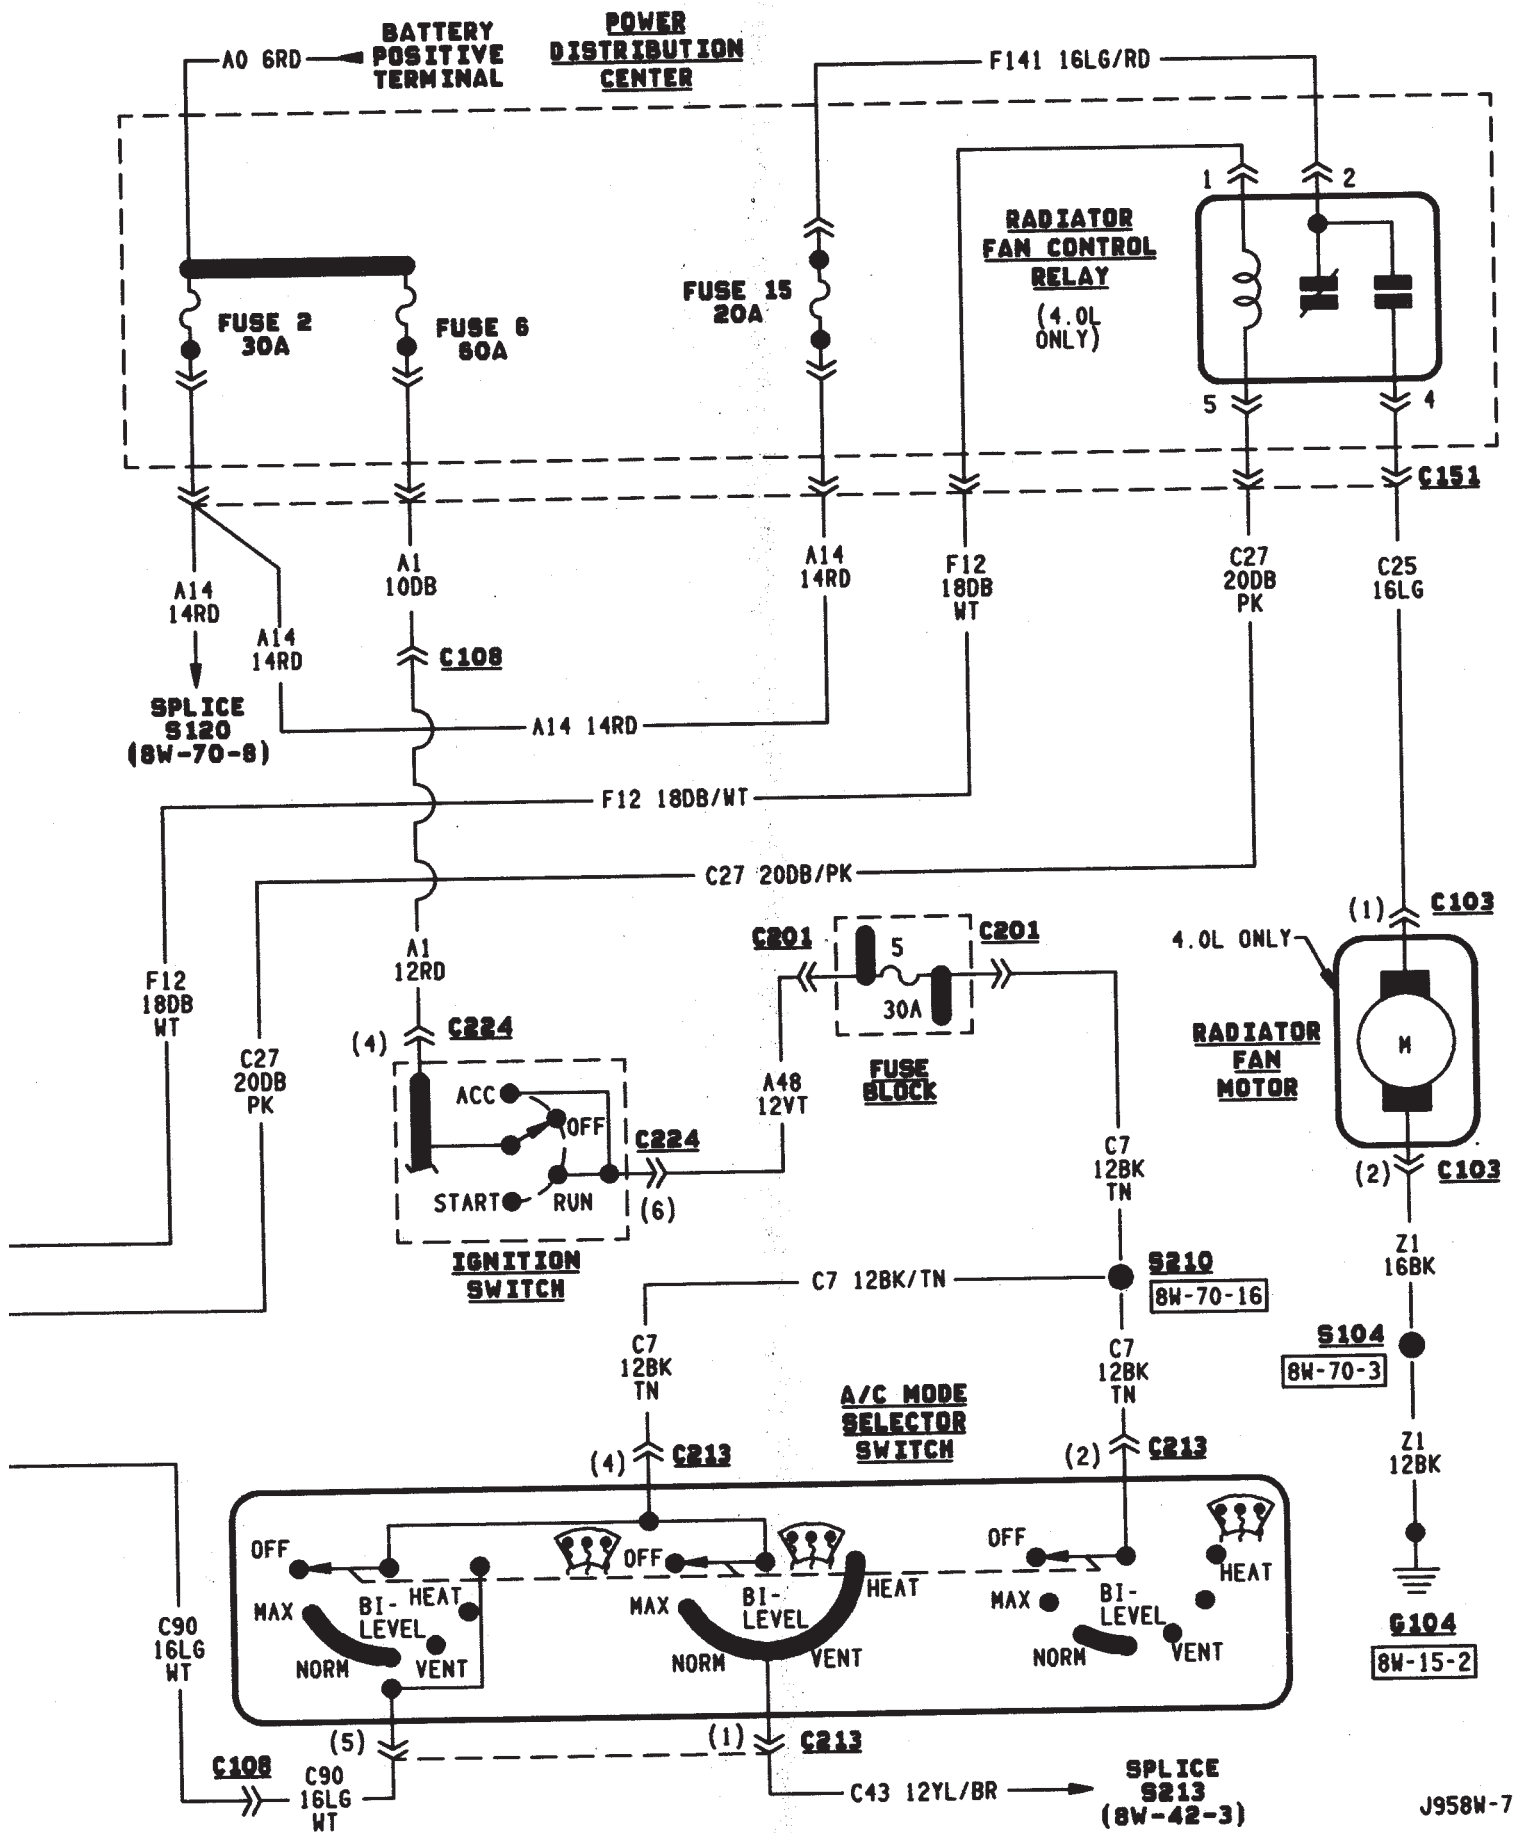 A0 6RD
BATTERY
POSITIVE
TERMINAL
POWER
DISTRIBUTION
CENTER
F141 16LG/RD
1
2
RADIATOR
FAN CONTROL
RELAY
(4.0L
ONLY)
FUSE 2
30A
FUSE 6
60A
FUSE 15
20A
5
4
C151
A14
14RD
A14
14RD
A1
10DB
A14
14RD
F12
18DB
WT
C27
20DB
PK
C25
16LG
C108
SPLICE
S120
(8W-70-8)
A14 14RD
F12 18DB/WT
C27 20DB/PK
A1
12RD
C201
5
30A
C201
FUSE
BLOCK
(1)
C103
4.0L ONLY
RADIATOR
FAN
MOTOR
M
(2)
C103
F12
18DB
WT
C27
20DB
PK
(4)
C224
ACC
OFF
START
RUN
C224
(6)
IGNITION
SWITCH
A48
12VT
C7
12BK
TN
C7 12BK/TN
S210
8W-70-16
Z1
16BK
S104
8W-70-3
C7
12BK
TN
C7
12BK
TN
A/C MODE
SELECTOR
SWITCH
(4)
C213
(2)
C213
Z1
12BK
G104
8W-15-2
OFF
MAX
NORM
BI-
LEVEL
HEAT
VENT
OFF
MAX
NORM
BI-
LEVEL
HEAT
VENT
OFF
MAX
NORM
BI-
LEVEL
HEAT
VENT
C90
16LG
WT
(5)
(1)
C213
C108
C90
16LG
WT
C43 12YL/BR
SPLICE
S213
(8W-42-3)
J958W-7